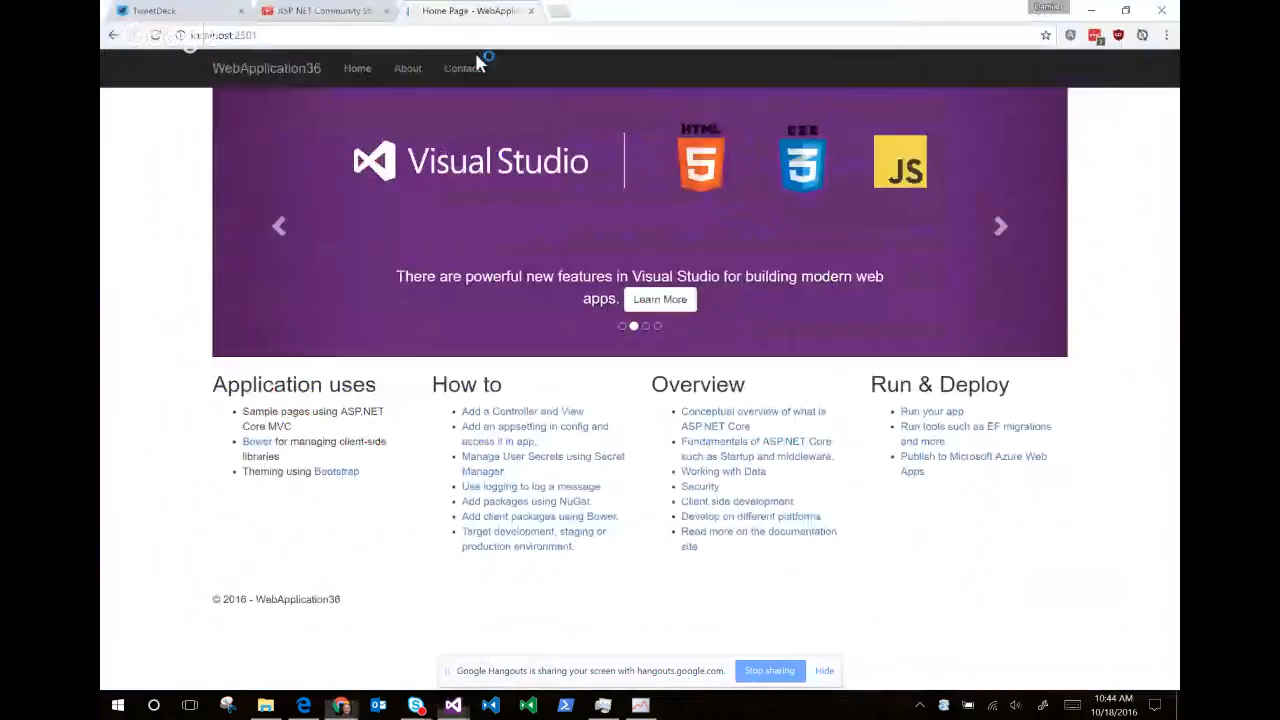 TweetDeck
ASP.NET Community St
Home Page - WebApplic
Damien
localhost:2501
WebApplication36
Home
About
Contact
Visual Studio
HTML
5
CSS
3
JS
There are powerful new features in Visual Studio for building modern web
apps.
Learn More
Application uses
Sample pages using ASP.NET
Core MVC
Bower for managing client-side
libraries
Theming using Bootstrap
How to
Add a Controller and View
Add an appsetting in config and
access it in app.
Manage User Secrets using Secret
Manager
Use logging to log a message
Add packages using NuGet.
Add client packages using Bower.
Target development, staging or
production environment.
Overview
Conceptual overview of what is
ASP.NET Core
Fundamentals of ASP.NET Core
such as Startup and middleware.
Working with Data
Security
Client side development
Develop on different platforms
Read more on the documentation
site
Run & Deploy
Run your app
Run tools such as EF migrations
and more
Publish to Microsoft Azure Web
Apps
© 2016 - WebApplication36
Google Hangouts is sharing your screen with hangouts.google.com.
Stop sharing
Hide
10:44 AM
10/18/2016